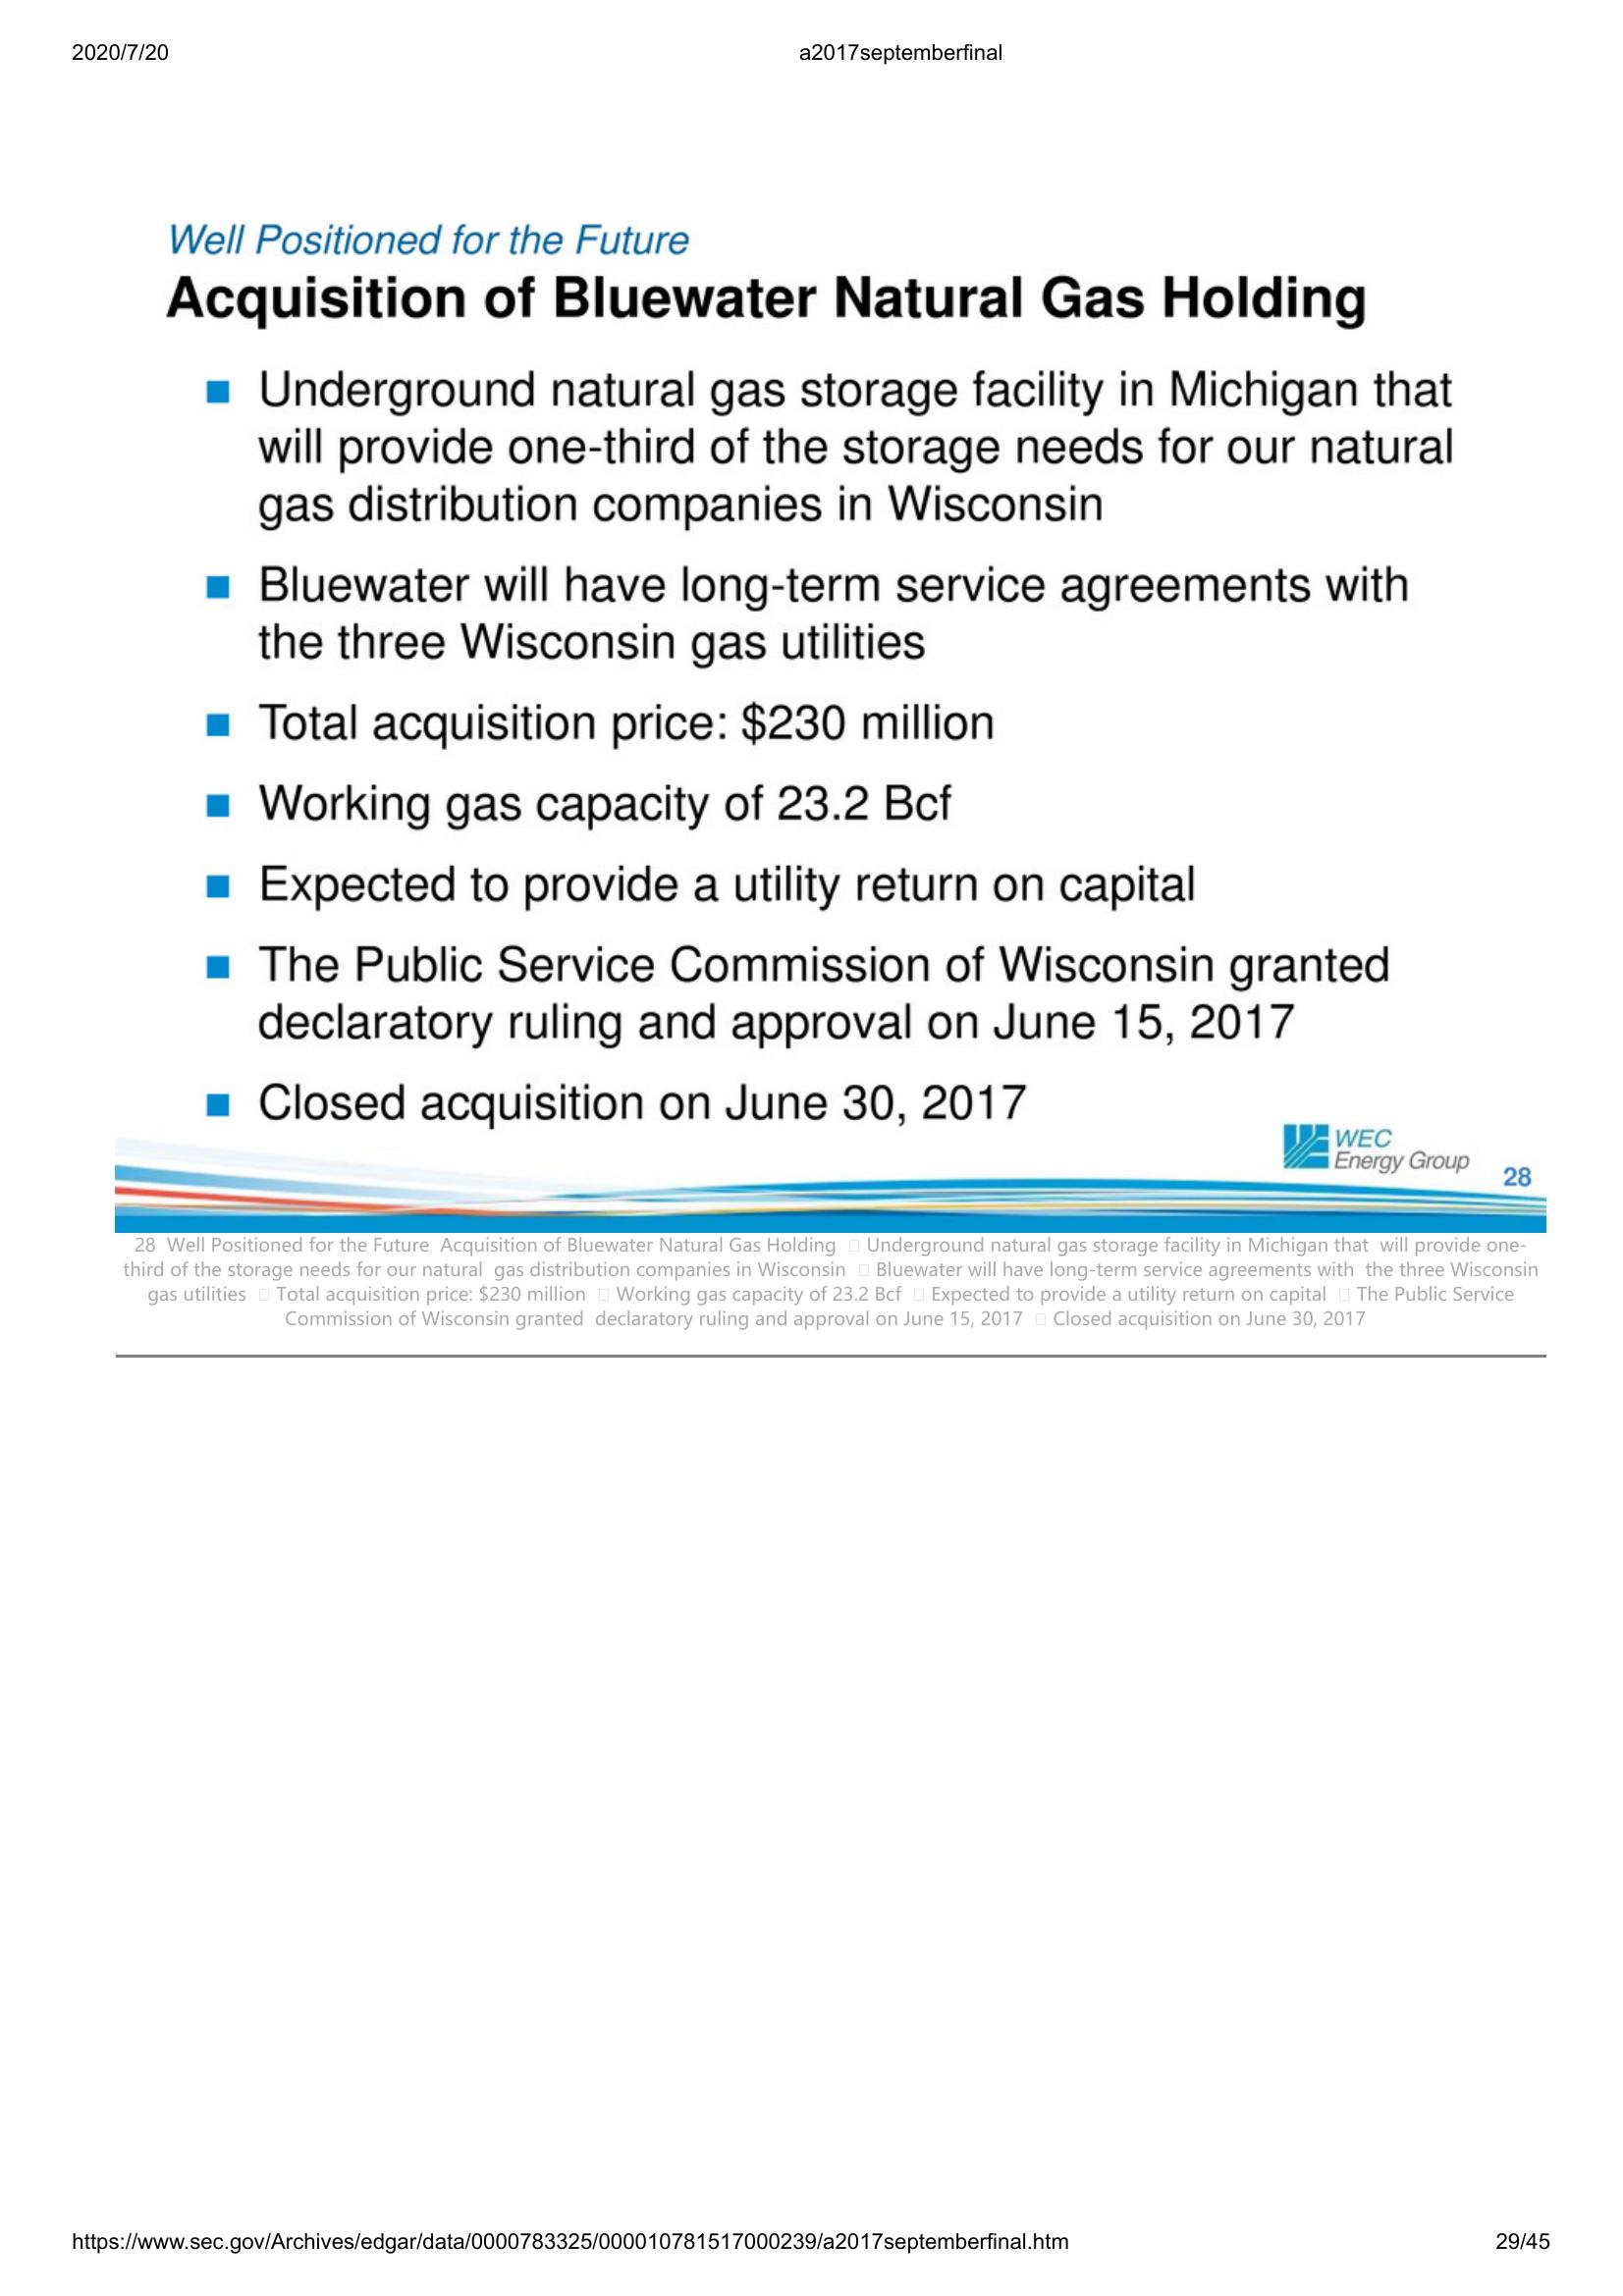 2020/7/20
a2017septemberfinal
Well Positioned for the Future
Acquisition of Bluewater Natural Gas Holding
■ Underground natural gas storage facility in Michigan that
will provide one-third of the storage needs for our natural
gas distribution companies in Wisconsin
■ Bluewater will have long-term service agreements with
the three Wisconsin gas utilities
■ Total acquisition price: $230 million
■ Working gas capacity of 23.2 Bcf
■ Expected to provide a utility return on capital
■ The Public Service Commission of Wisconsin granted
declaratory ruling and approval on June 15, 2017
■ Closed acquisition on June 30, 2017
WEC
Energy Group
28
28 Well Positioned for the Future Acquisition of Bluewater Natural Gas Holding □ Underground natural gas storage facility in Michigan that will provide one-
third of the storage needs for our natural gas distribution companies in Wisconsin □ Bluewater will have long-term service agreements with the three Wisconsin
gas utilities □ Total acquisition price: $230 million □ Working gas capacity of 23.2 Bcf □ Expected to provide a utility return on capital □ The Public Service
Commission of Wisconsin granted declaratory ruling and approval on June 15, 2017 □ Closed acquisition on June 30, 2017
https://www.sec.gov/Archives/edgar/data/0000783325/000010781517000239/a2017septemberfinal.htm
29/45